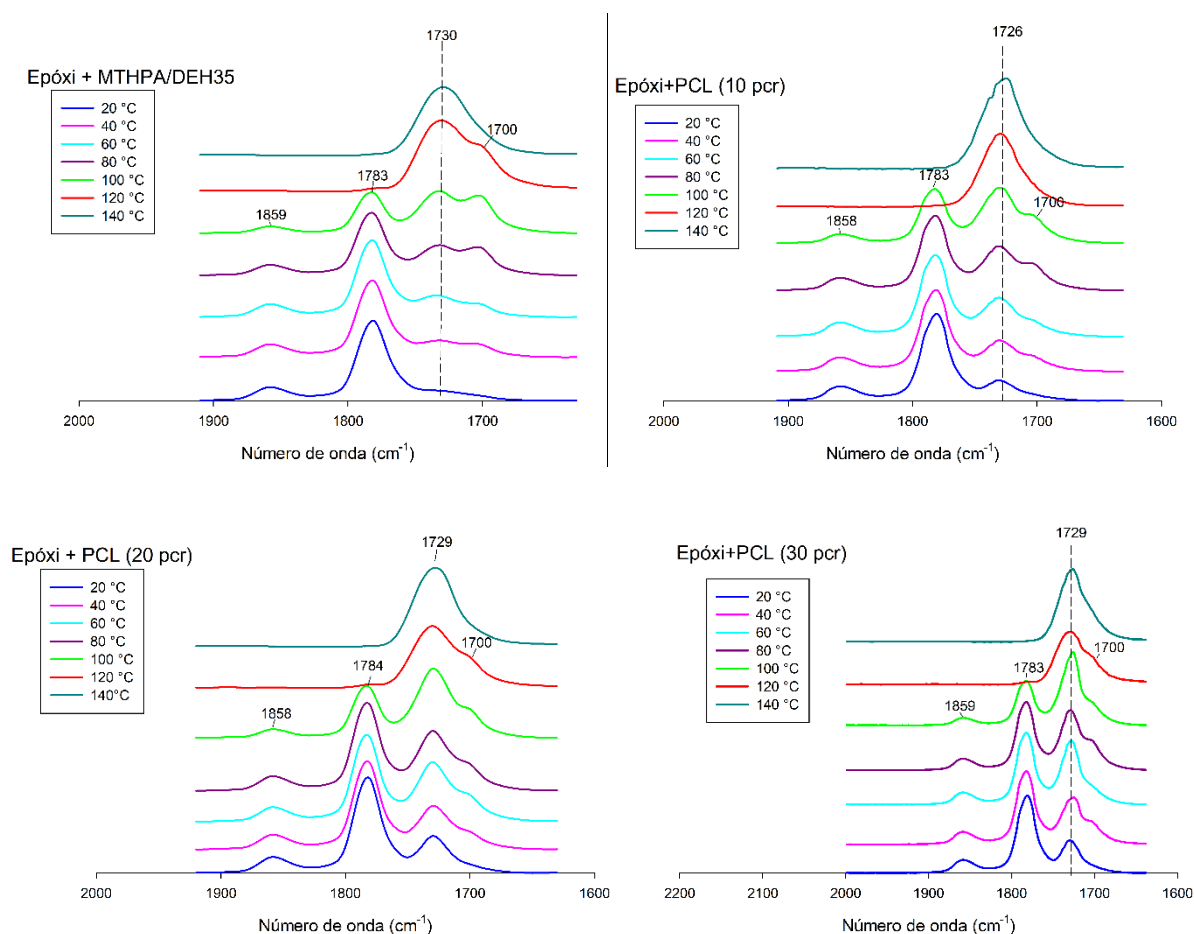 1730
Epóxi + MTHPA/DEH35
20 °C
40 °C
60 °C
80 °C
100 °C
120 °C
140 °C
1700
1783
1859
2000 1900 1800 1700
Número de onda (cm⁻¹)
1726
Epóxi+PCL (10 pcr)
20 °C
40 °C
60 °C
80 °C
100 °C
120 °C
140 °C
1783
1700
1858
2000 1900 1800 1700 1600
Número de onda (cm⁻¹)
1729
Epóxi + PCL (20 pcr)
20 °C
40 °C
60 °C
80 °C
100 °C
120 °C
140°C
1700
1784
1858
2000 1900 1800 1700 1600
Número de onda (cm⁻¹)
1729
Epóxi+PCL (30 pcr)
20 °C
40 °C
60 °C
80 °C
100 °C
120 °C
140 °C
1700
1783
1859
2200 2100 2000 1900 1800 1700 1600
Número de onda (cm⁻¹)